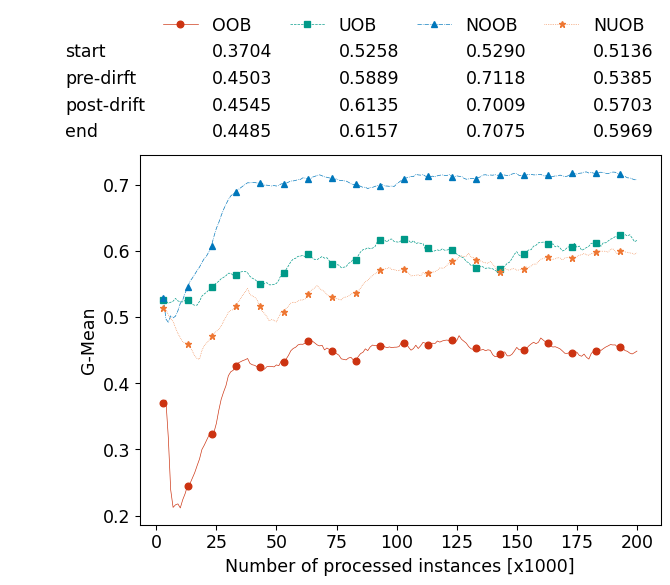 OOB UOB NOOB NUOB
start 0.3704 0.5258 0.5290 0.5136
pre-dirft 0.4503 0.5889 0.7118 0.5385
post-drift 0.4545 0.6135 0.7009 0.5703
end 0.4485 0.6157 0.7075 0.5969
0.7
0.6
0.5
0.4
0.3
0.2
G-Mean
0 25 50 75 100 125 150 175 200
Number of processed instances [x1000]